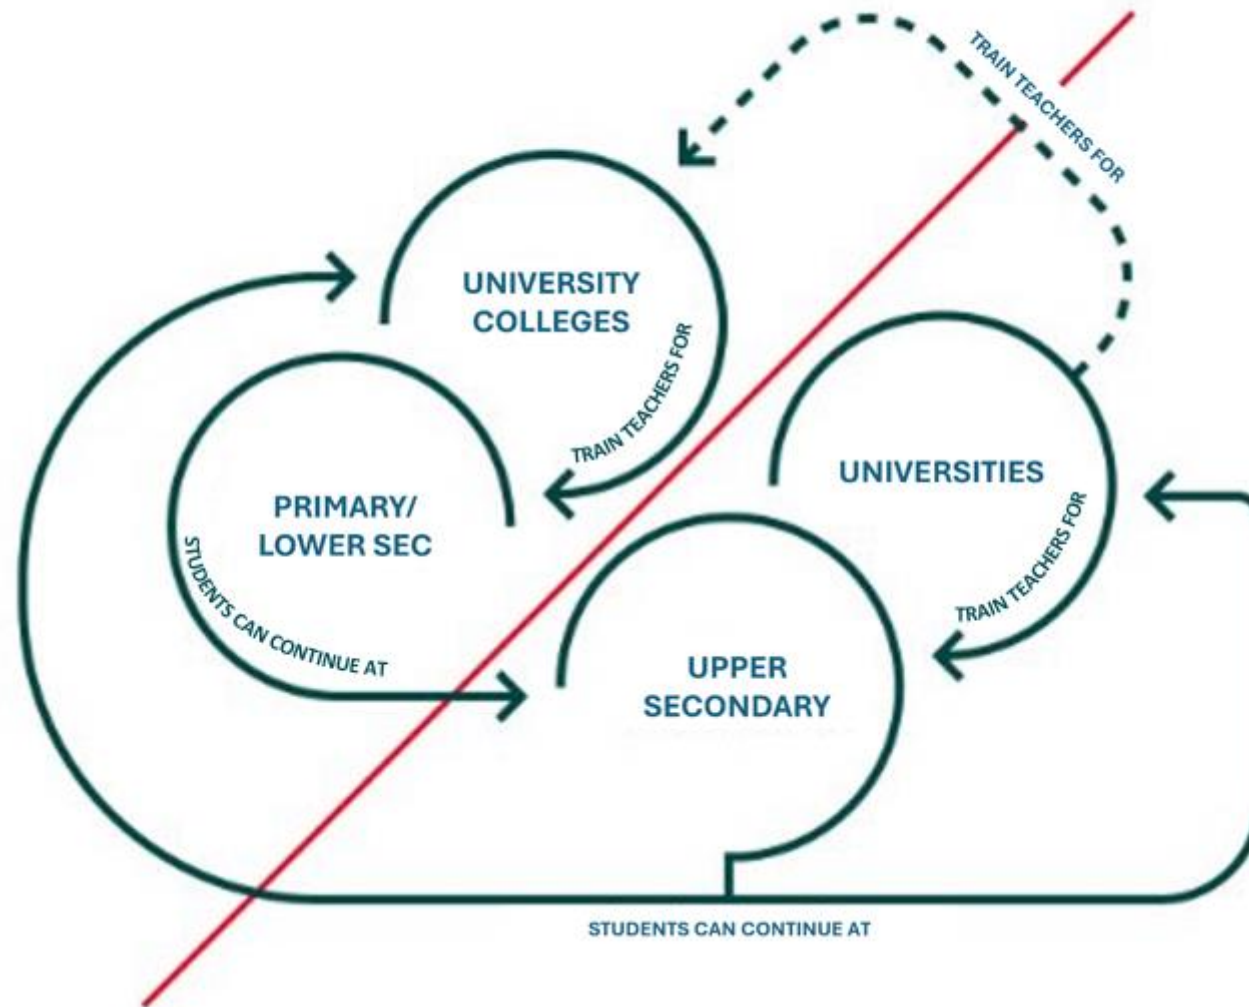 TRAIN TEACHERS FOR
UNIVERSITY
COLLEGES
TRAIN TEACHERS FOR
UNIVERSITIES
TRAIN TEACHERS FOR
PRIMARY/
LOWER SEC
STUDENTS CAN CONTINUE AT
UPPER
SECONDARY
STUDENTS CAN CONTINUE AT